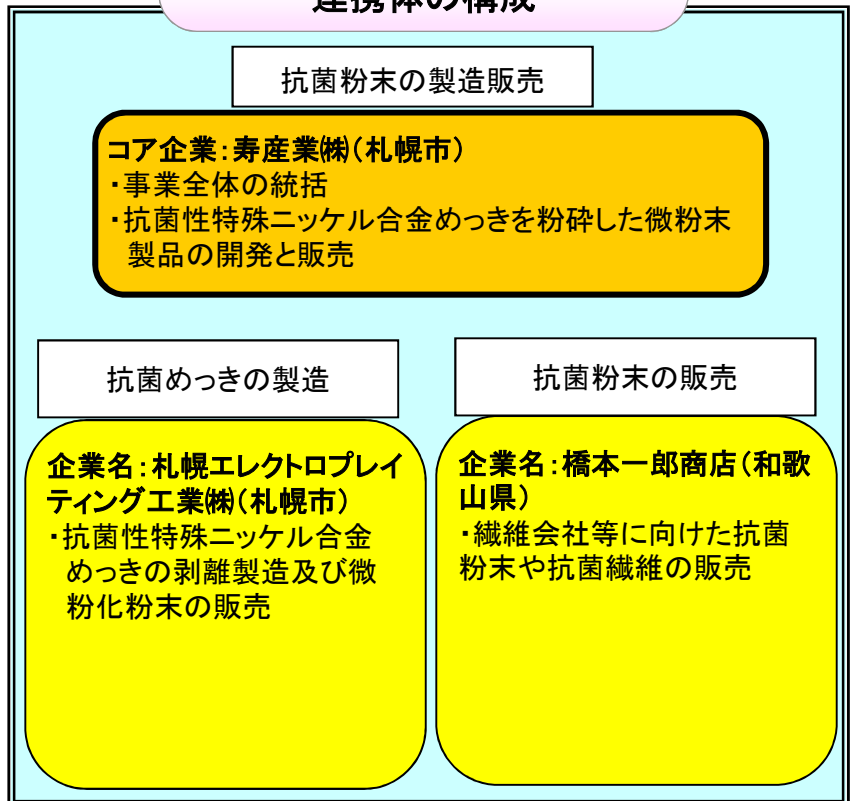 連携体の構成
抗菌粉末の製造販売
コア企業:寿産業㈱(札幌市)
・事業全体の統括
・抗菌性特殊ニッケル合金めっきを粉砕した微粉末
製品の開発と販売
抗菌めっきの製造
企業名:札幌エレクトロプレイ
ティング工業㈱(札幌市)
・抗菌性特殊ニッケル合金
めっきの剥離製造及び微
粉化粉末の販売
抗菌粉末の販売
企業名:橋本一郎商店(和歌
山県)
・繊維会社等に向けた抗菌
粉末や抗菌繊維の販売